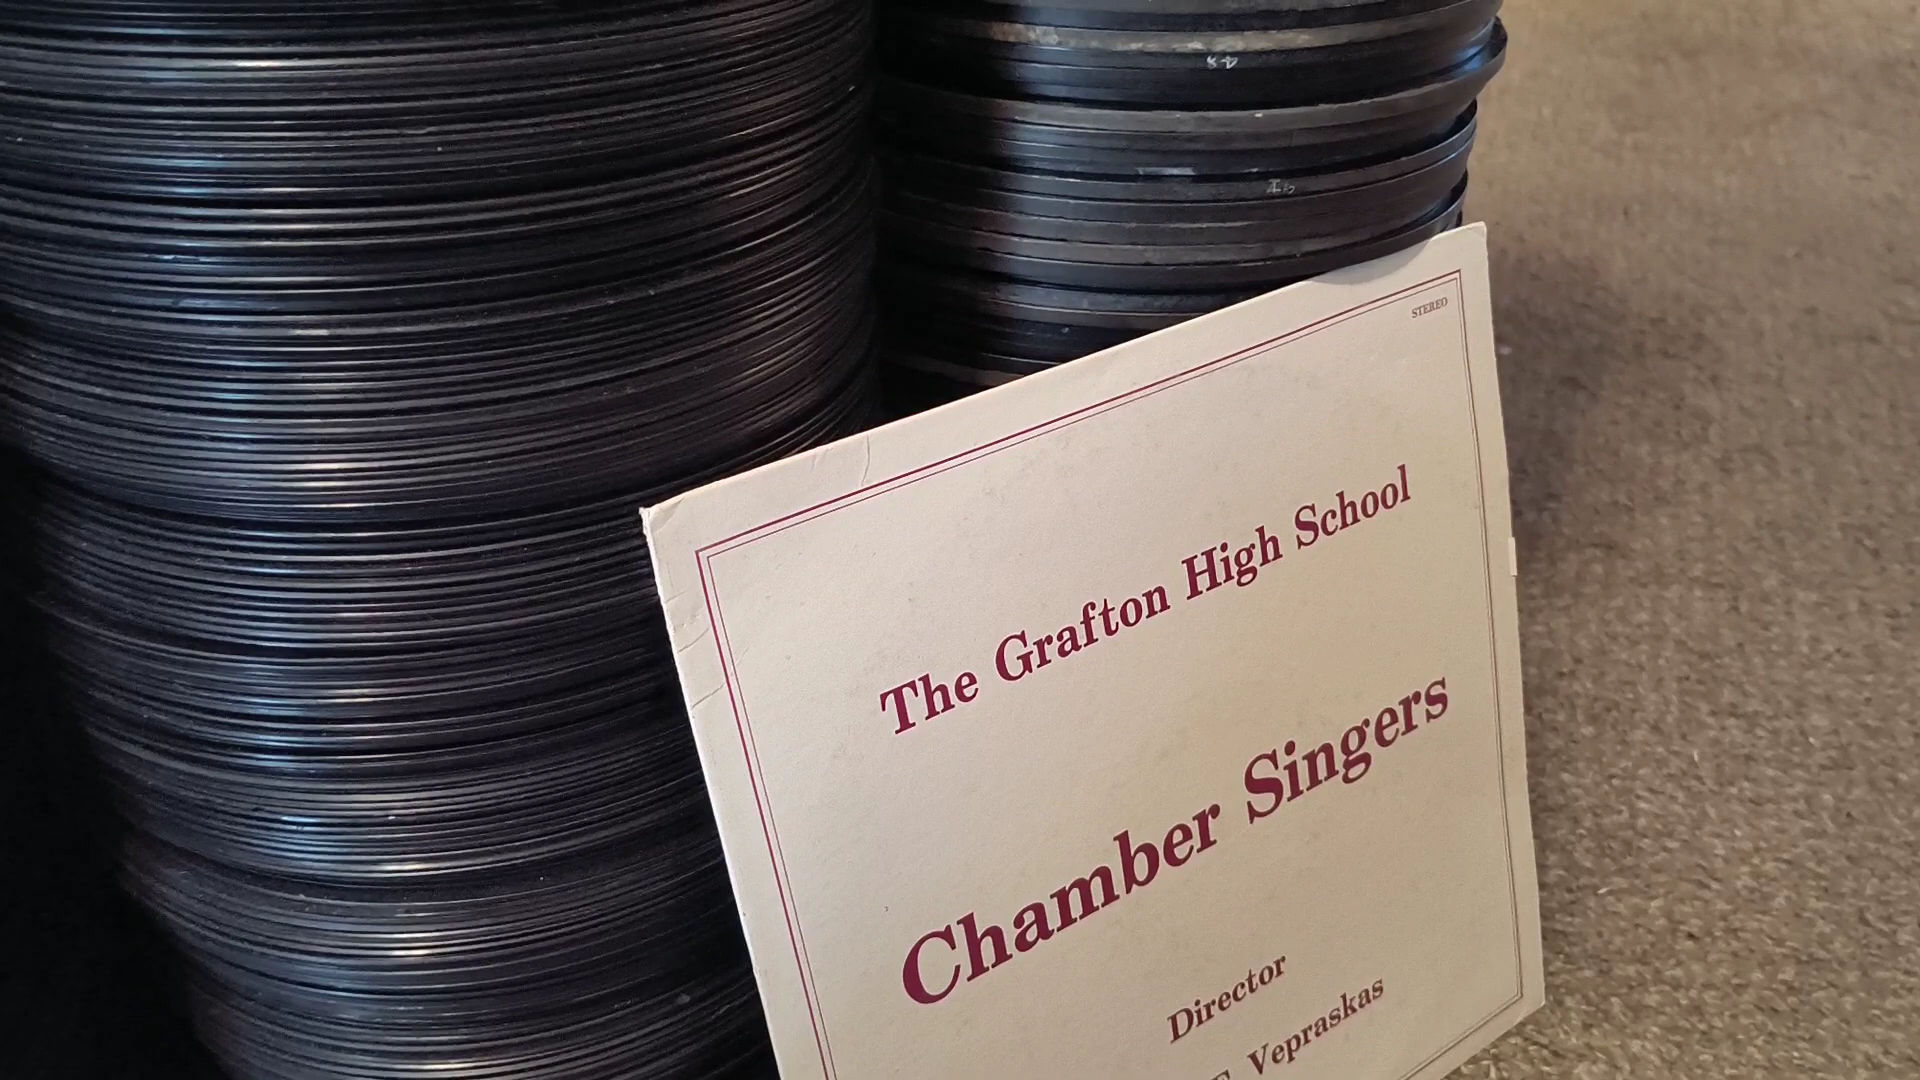 STEREO
The Grafton High School
Chamber Singers
Director
Vepraskas